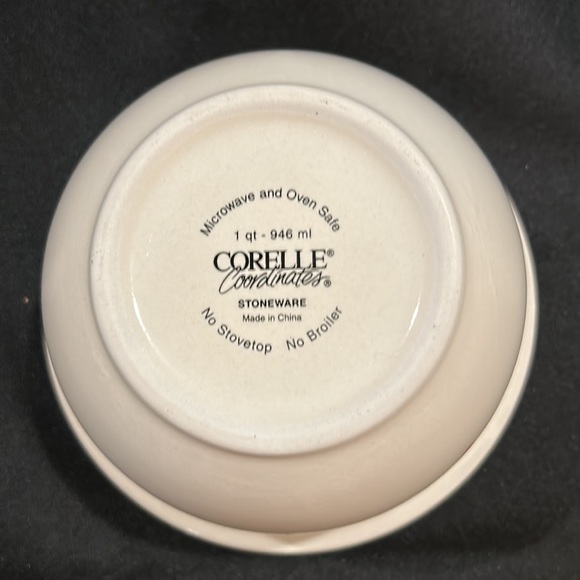 Microwave and Oven Safe
1 qt - 946 ml
CORELLE®
Coordinates®
STONEWARE
Made in China
No Stovetop No Broiler